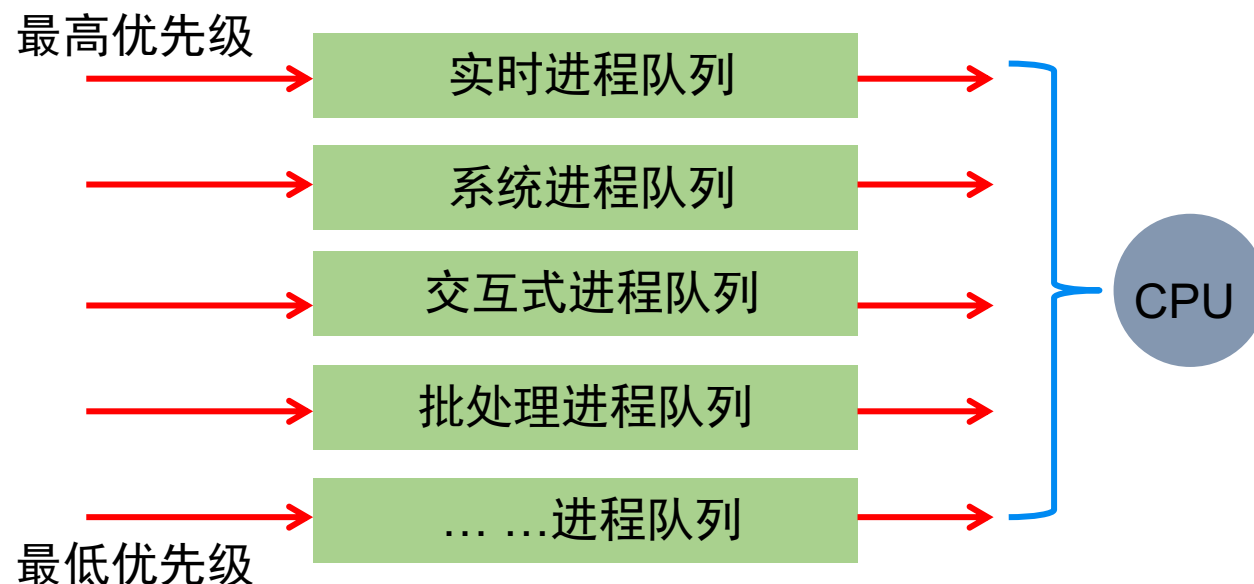 最高优先级
实时进程队列
系统进程队列
交互式进程队列
CPU
批处理进程队列
… …进程队列
最低优先级